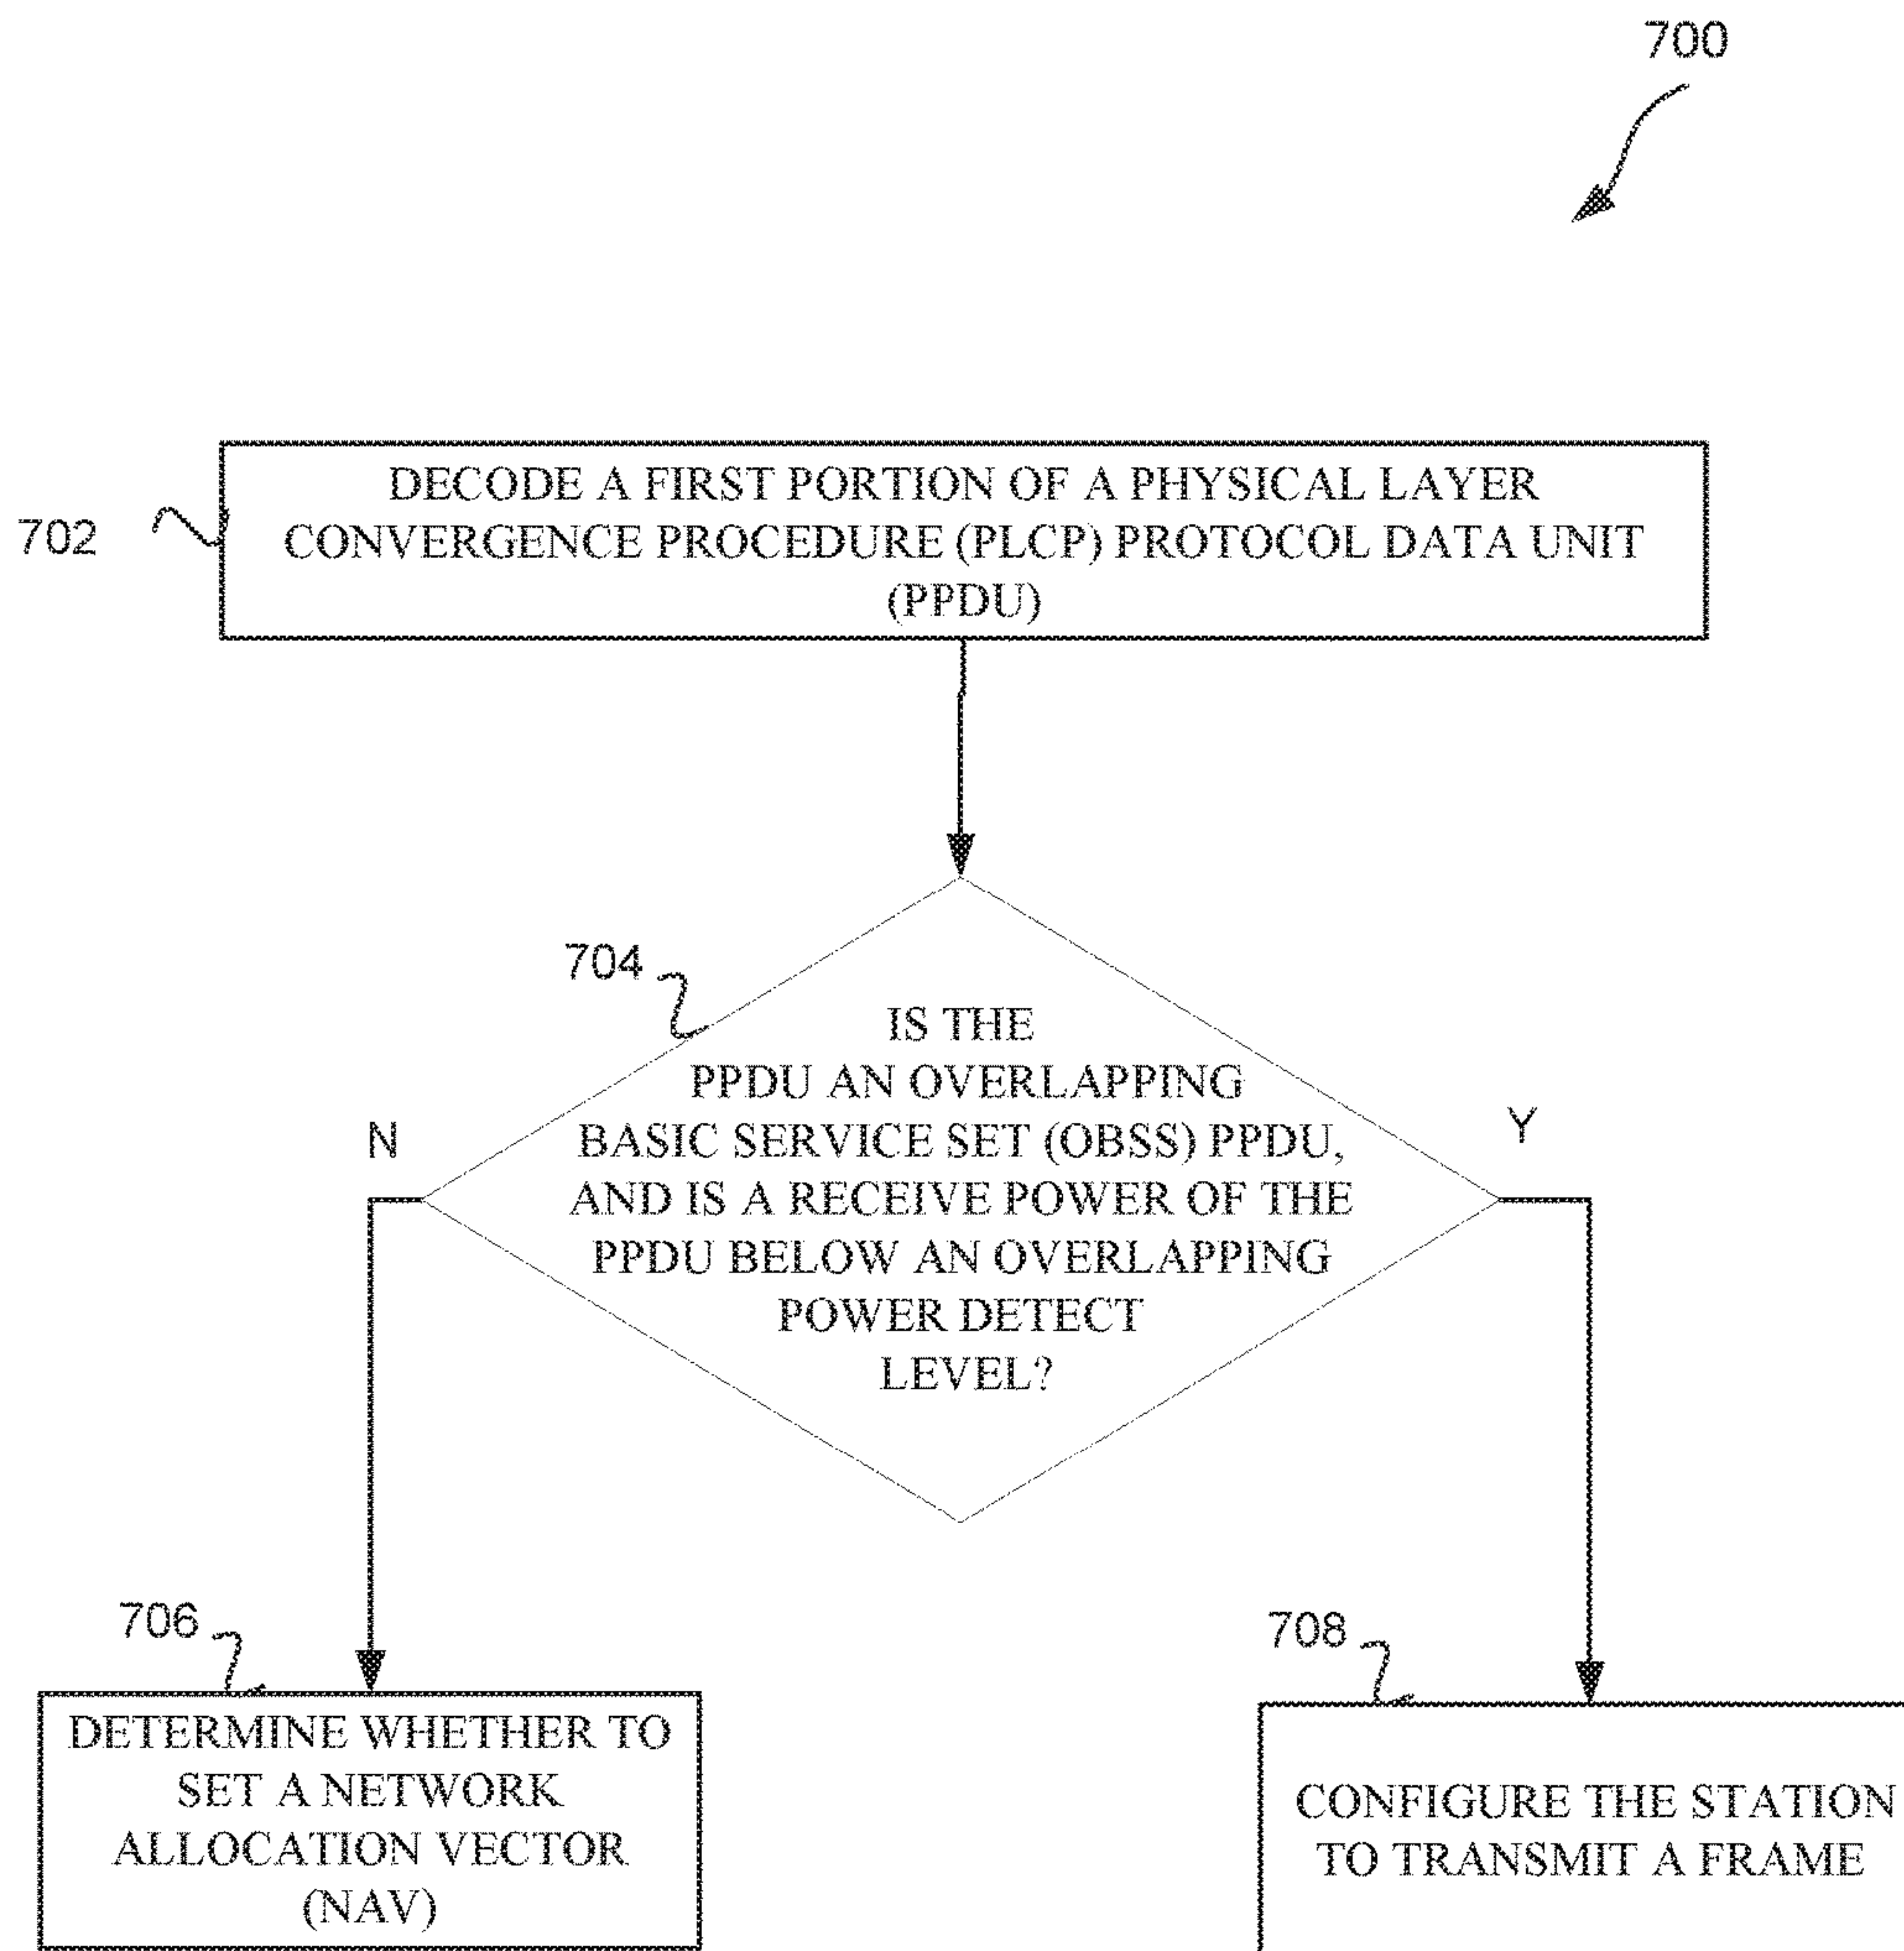 700
702
DECODE A FIRST PORTION OF A PHYSICAL LAYER
CONVERGENCE PROCEDURE (PLCP) PROTOCOL DATA UNIT
(PPDU)
704
IS THE
PPDU AN OVERLAPPING
BASIC SERVICE SET (OBSS) PPDU,
AND IS A RECEIVE POWER OF THE
PPDU BELOW AN OVERLAPPING
POWER DETECT
LEVEL?
N
Y
706
DETERMINE WHETHER TO
SET A NETWORK
ALLOCATION VECTOR
(NAV)
708
CONFIGURE THE STATION
TO TRANSMIT A FRAME